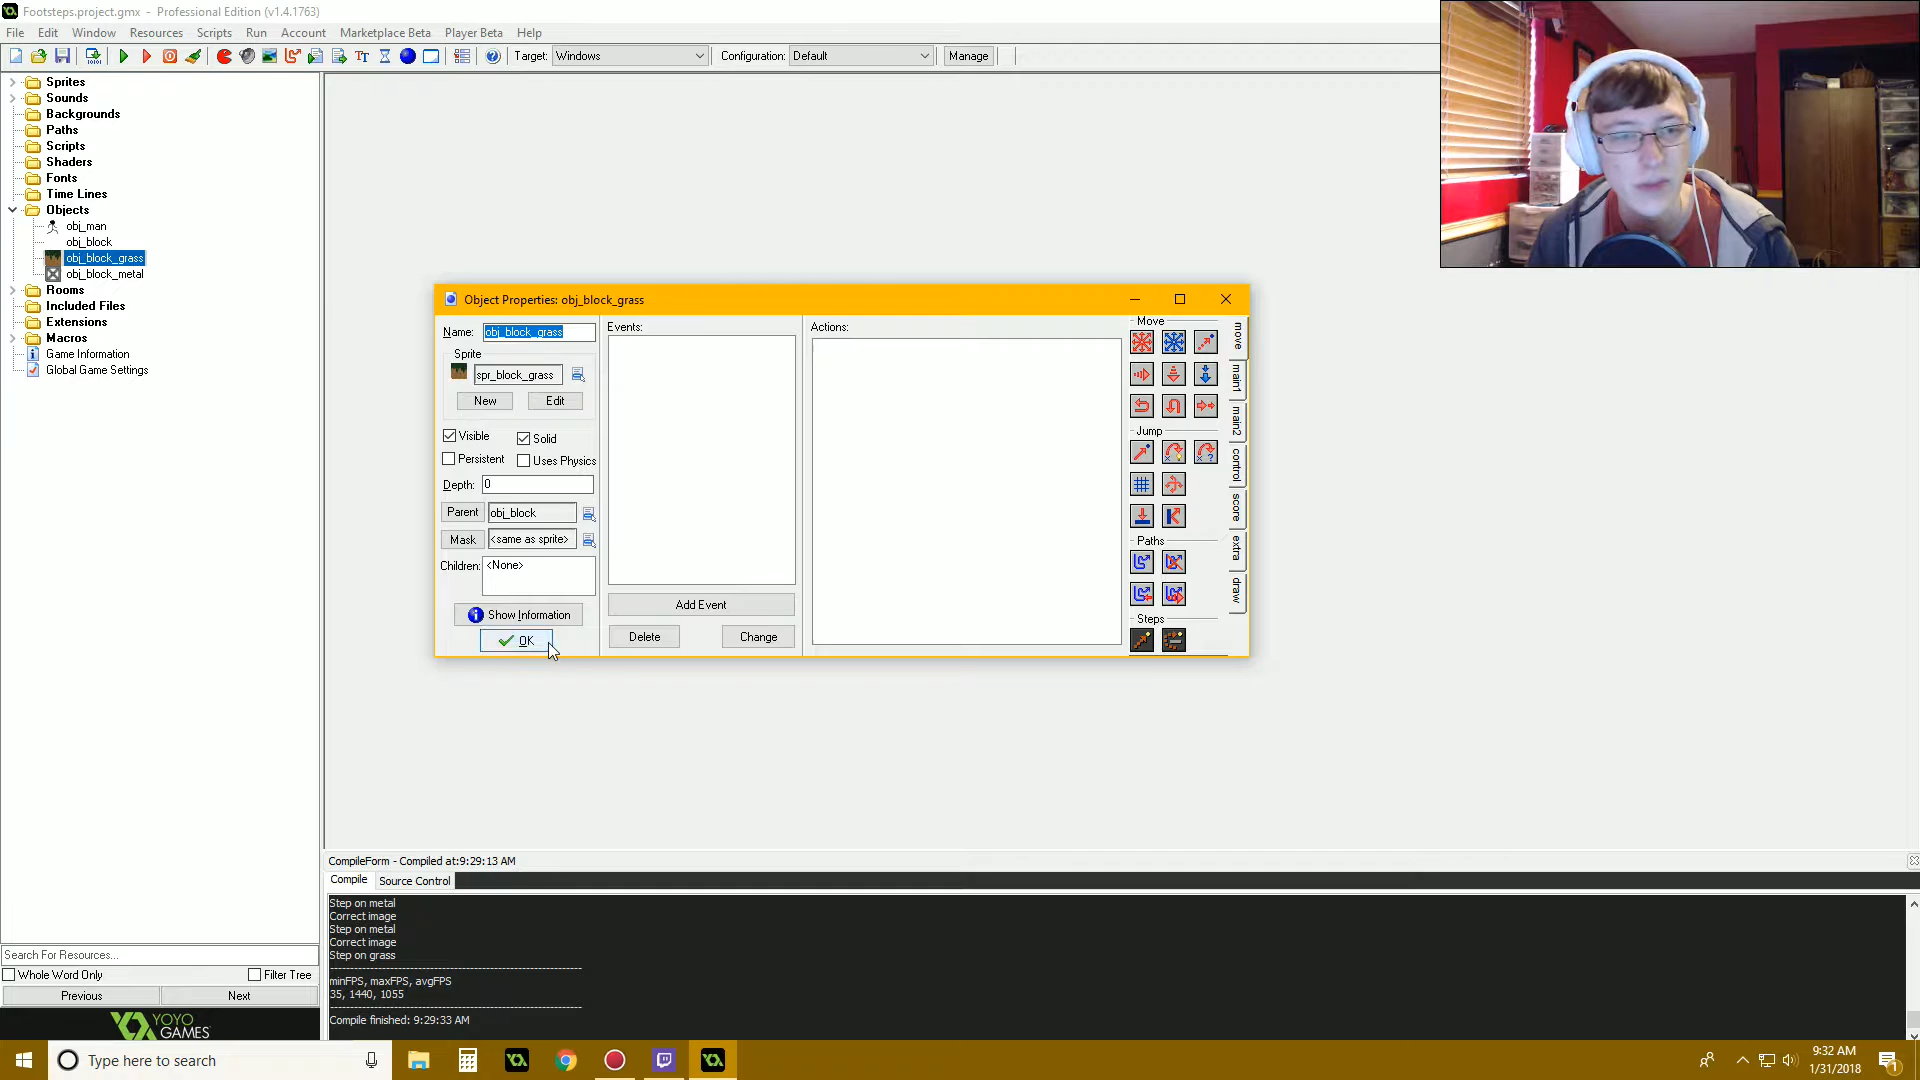 Footsteps.project.gmx - Professional Edition (v1.4.1763)
File Edit Window Resources Scripts Run Account Marketplace Beta Player Beta Help
Target: Windows Configuration: Default Manage
Sprites
Sounds
Backgrounds
Paths
Scripts
Shaders
Fonts
Time Lines
Objects
obj_man
obj_block
obj_block_grass
obj_block_metal
Rooms
Included Files
Extensions
Macros
Game Information
Global Game Settings
Object Properties: obj_block_grass
Name: obj_block_grass
Sprite
spr_block_grass
New Edit
Visible Solid
Persistent Uses Physics
Depth: 0
Parent obj_block
Mask <same as sprite>
Children: <None>
Show Information
OK
Events:
Add Event
Delete Change
Actions:
Move
Jump
Paths
Steps
move
main1
main2
control
score
extra
draw
CompileForm - Compiled at:9:29:13 AM
Compile Source Control
Step on metal
Correct image
Step on metal
Correct image
Step on grass
minFPS, maxFPS, avgFPS
35, 1440, 1055
Compile finished: 9:29:33 AM
Search For Resources...
Whole Word Only Filter Tree
Previous Next
YOYO
GAMES
Type here to search
9:32 AM
1/31/2018
1